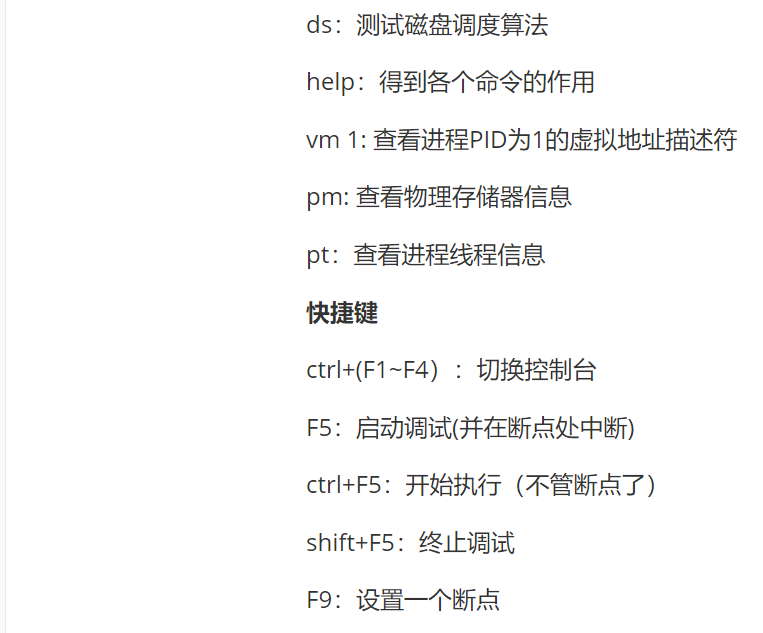 ds：测试磁盘调度算法
help：得到各个命令的作用
vm 1: 查看进程PID为1的虚拟地址描述符
pm: 查看物理存储器信息
pt：查看进程线程信息
快捷键
ctrl+(F1~F4）：切换控制台
F5：启动调试(并在断点处中断)
ctrl+F5：开始执行（不管断点了）
shift+F5：终止调试
F9：设置一个断点